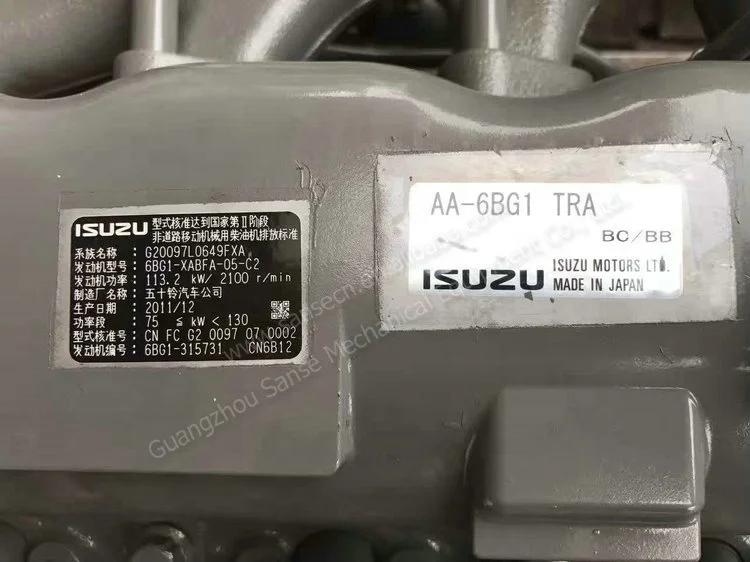 ISUZU 型式核准达到国家第Ⅱ阶段
非道路移动机械用柴油机排放标准
系族名称: G20097L0649FXA
发动机型号: 6BG1-XABFA-05-C2
发动机功率: 113.2 kW/ 2100 r/min
制造厂名称: 五十铃汽车公司
生产日期: 2011/12
功率段: 75 ≦ kW < 130
型式核准号: CN FC G2 0097 07 0002
发动机编号: 6BG1-315731 CN6B12
AA-6BG1 TRA
BC/BB
ISUZU ISUZU MOTORS LTD.
MADE IN JAPAN